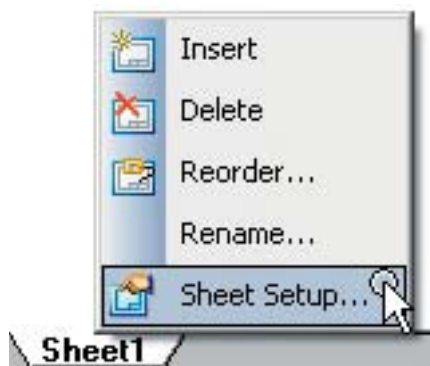 Insert
Delete
Reorder...
Rename...
Sheet Setup...
Sheet1